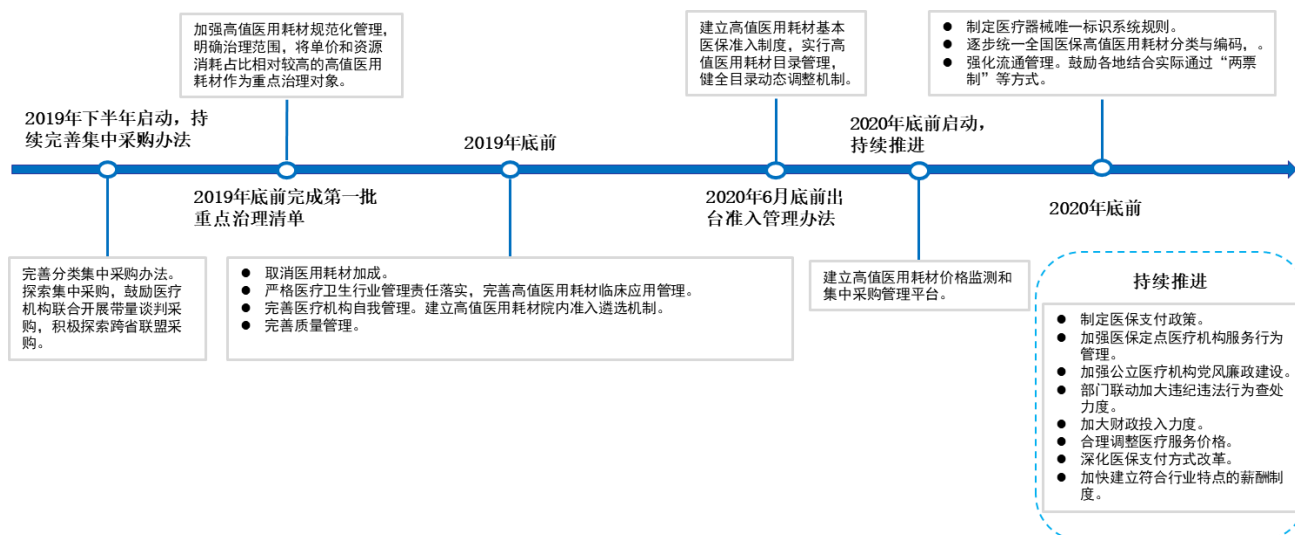 加强高值医用耗材规范化管理，
明确治理范围，将单价和资源
消耗占比相对较高的高值医用
耗材作为重点治理对象。
建立高值医用耗材基本
医保准入制度，实行高
值医用耗材目录管理，
健全目录动态调整机制。
● 制定医疗器械唯一标识系统规则。
● 逐步统一全国医保高值医用耗材分类与编码，。
● 强化流通管理。鼓励各地结合实际通过“两票
制”等方式。
2019年下半年启动，持
续完善集中采购办法
2019年底前
2020年底前启动，
持续推进
2019年底前完成第一批
重点治理清单
2020年6月底前出
台准入管理办法
2020年底前
完善分类集中采购办法。
探索集中采购，鼓励医疗
机构联合开展带量谈判采
购，积极探索跨省联盟采
购。
● 取消医用耗材加成。
● 严格医疗卫生行业管理责任落实，完善高值医用耗材临床应用管理。
● 完善医疗机构自我管理。建立高值医用耗材院内准入遴选机制。
● 完善质量管理。
建立高值医用耗材价格监测和
集中采购管理平台。
持续推进
● 制定医保支付政策。
● 加强医保定点医疗机构服务行为
管理。
● 加强公立医疗机构党风廉政建设。
● 部门联动加大违纪违法行为查处
力度。
● 加大财政投入力度。
● 合理调整医疗服务价格。
● 深化医保支付方式改革。
● 加快建立符合行业特点的薪酬制
度。